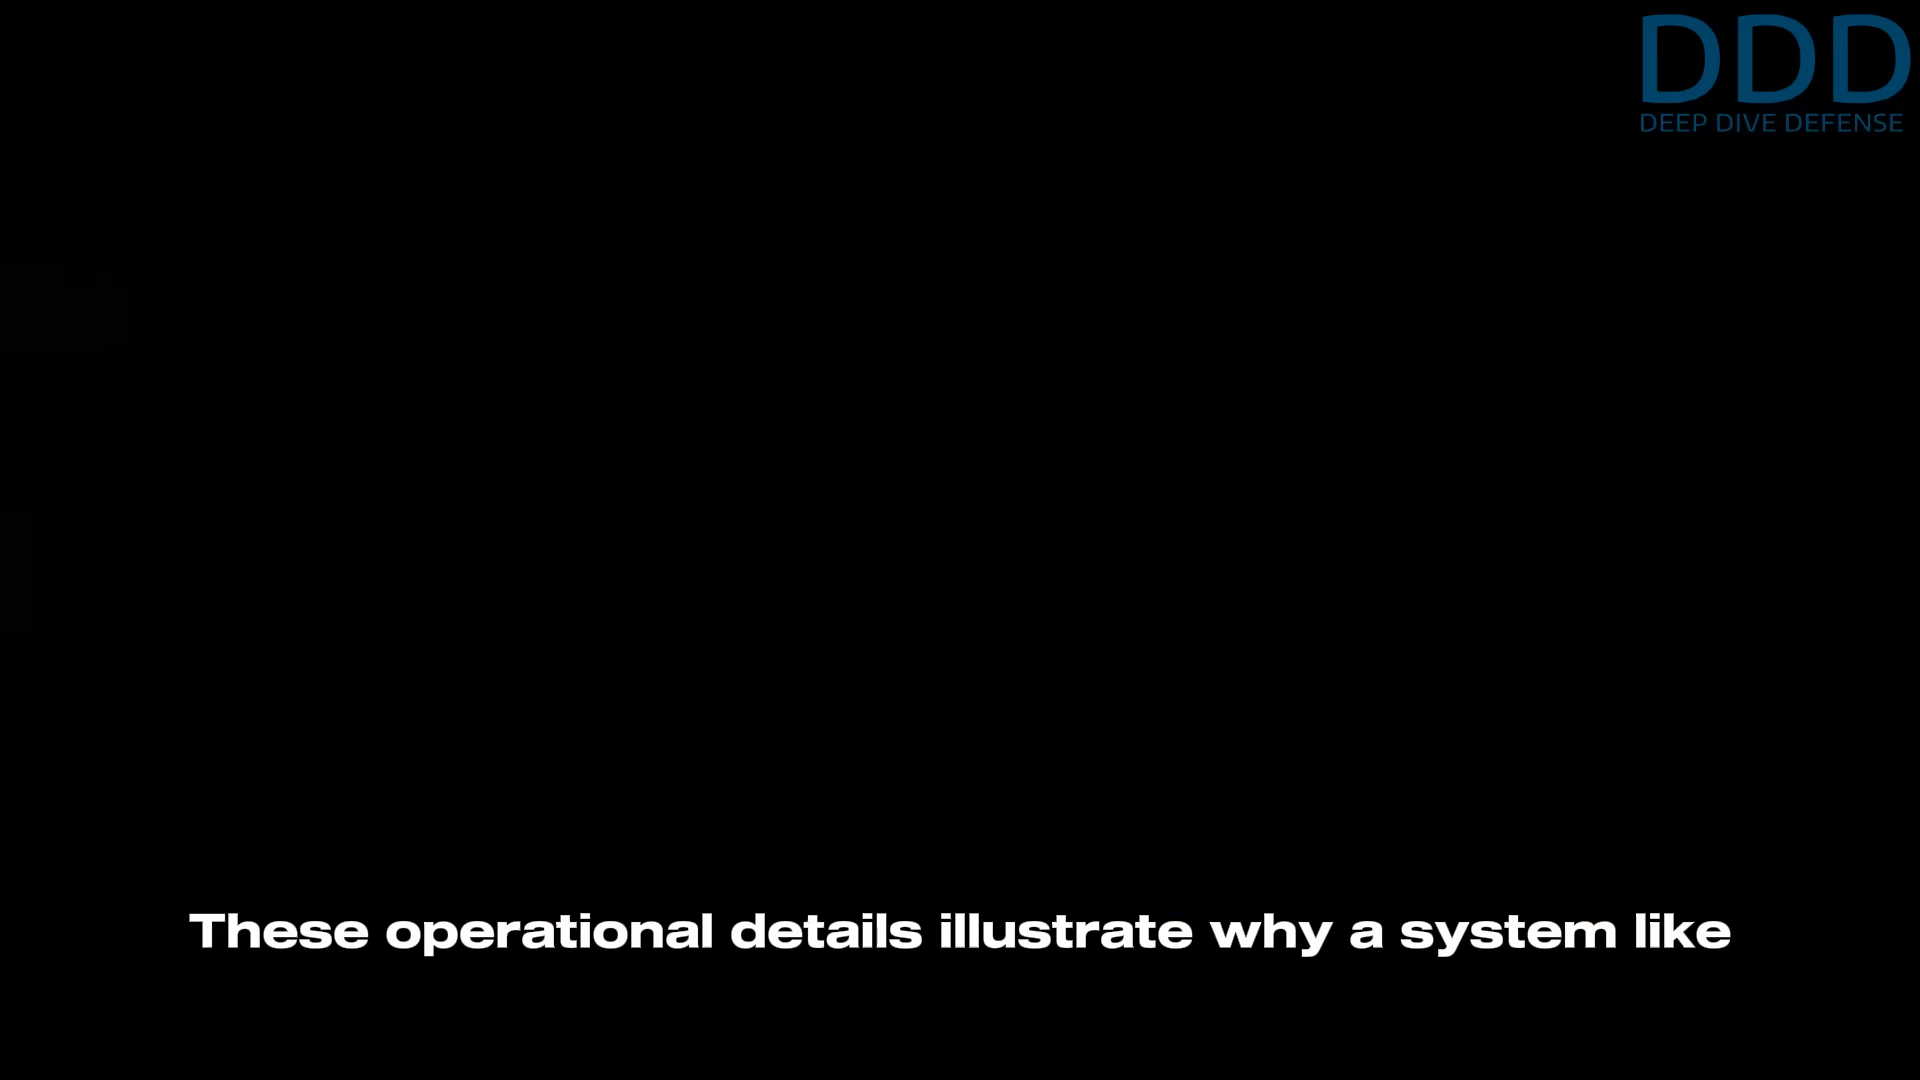 DDD
DEEP DIVE DEFENSE
These operational details illustrate why a system like